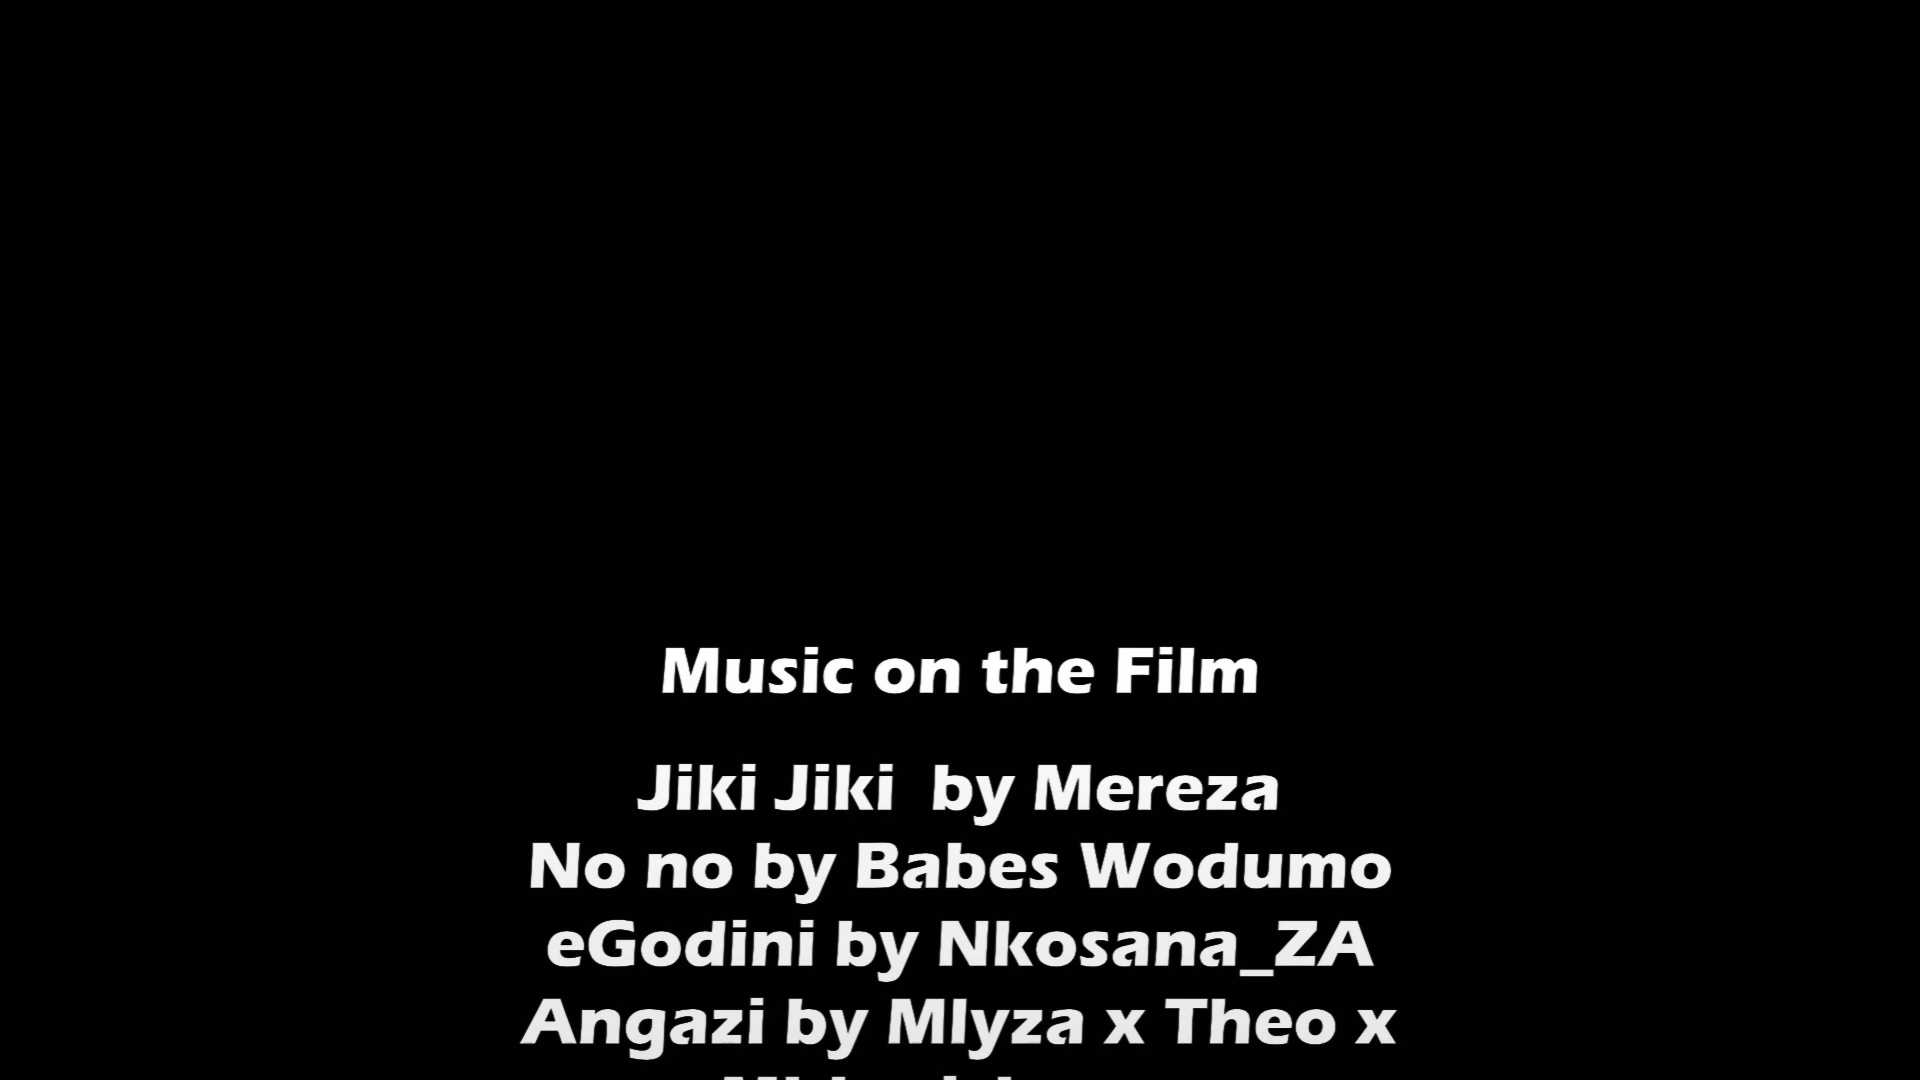 Music on the Film
Jiki Jiki  by Mereza
No no by Babes Wodumo
eGodini by Nkosana_ZA
Angazi by Mlyza x Theo x